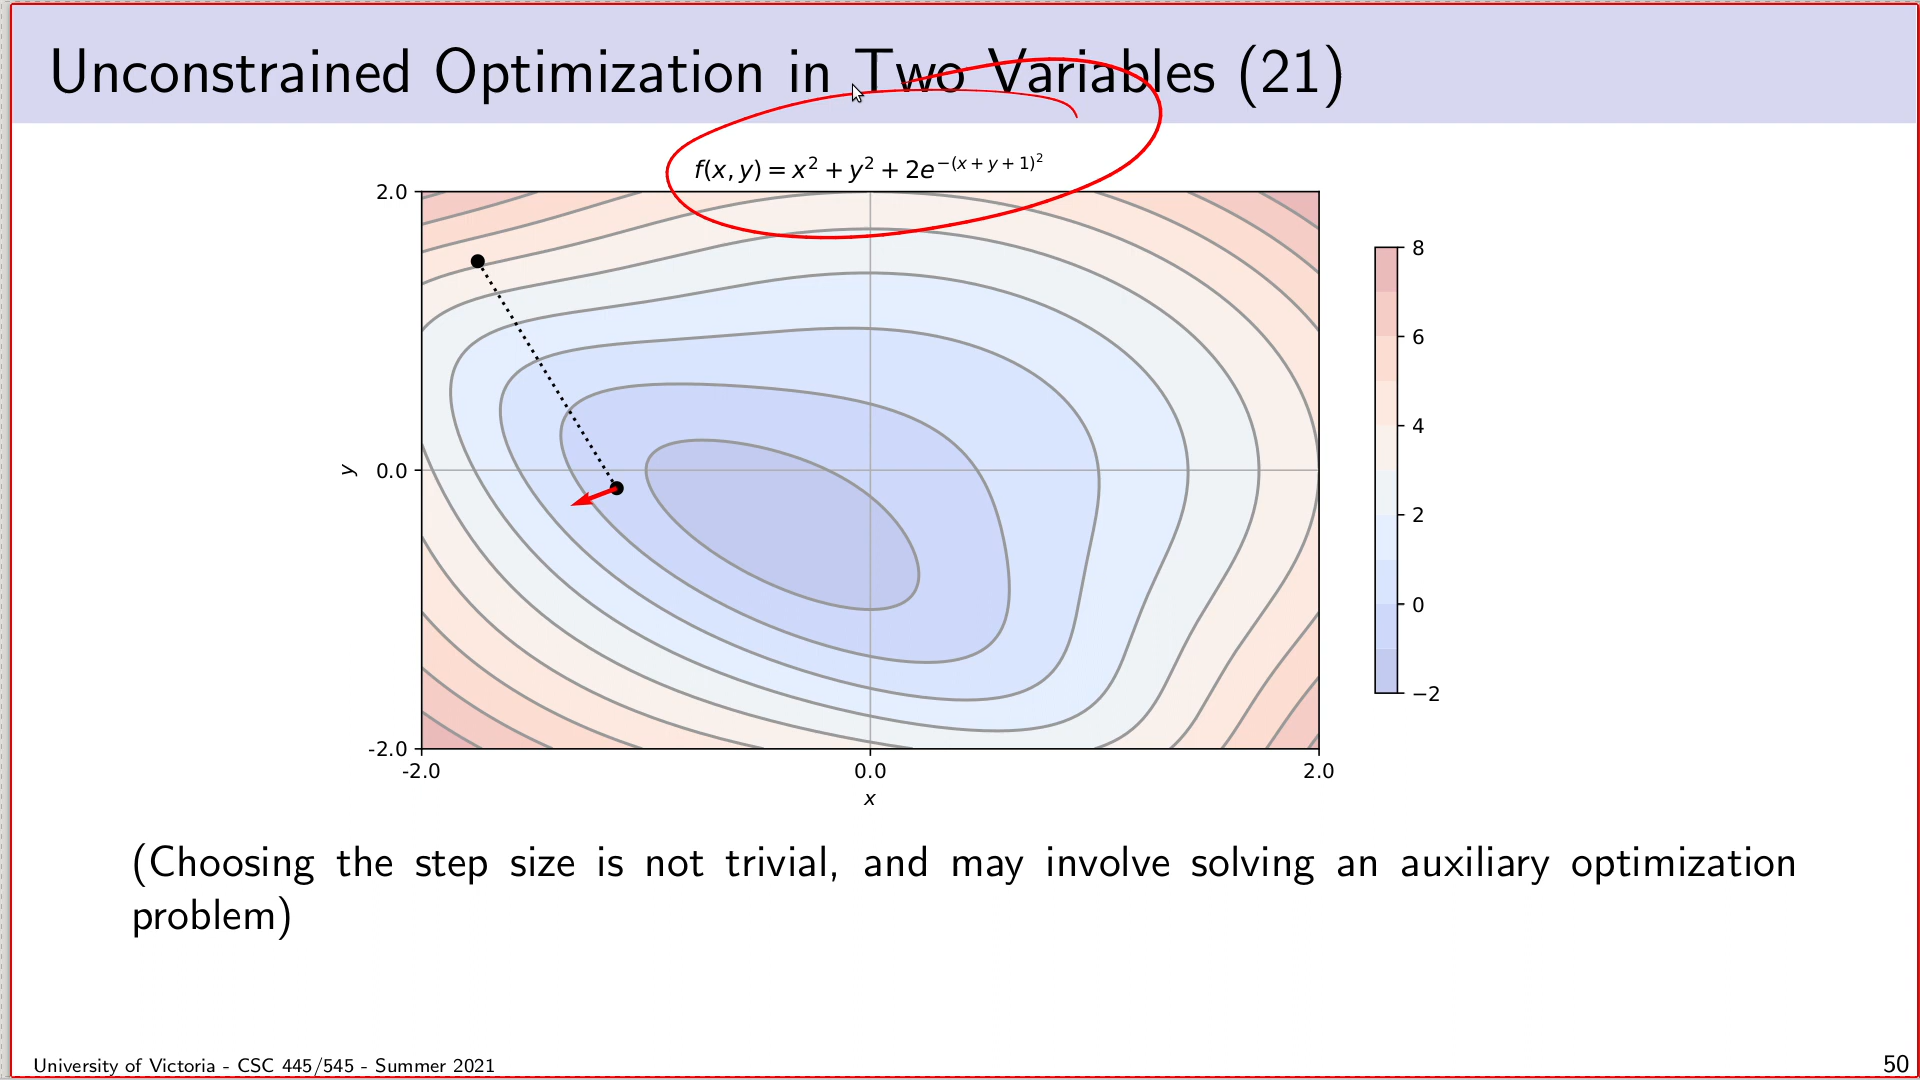 Unconstrained Optimization in Two Variables (21)
f(x, y) = x² + y² + 2e^{−(x + y + 1)²}
2.0
0.0
-2.0
y
-2.0
0.0
2.0
x
8
6
4
2
0
−2
(Choosing the step size is not trivial, and may involve solving an auxiliary optimization
problem)
University of Victoria - CSC 445/545 - Summer 2021
50